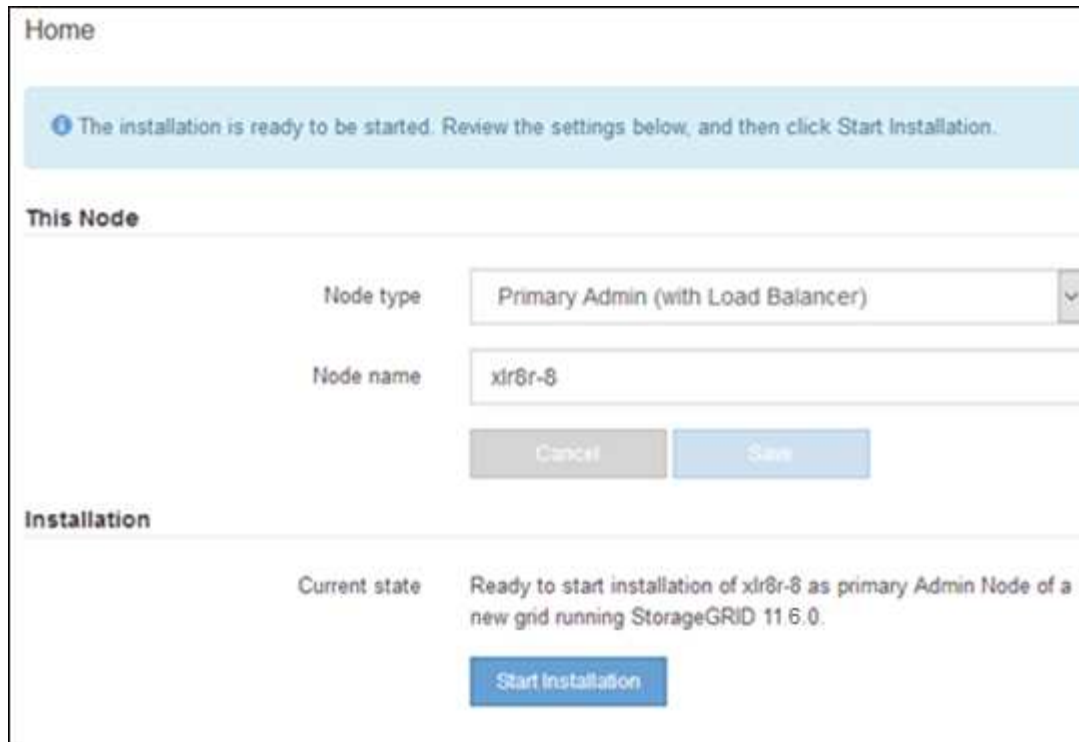 Home
The installation is ready to be started. Review the settings below, and then click Start Installation.
This Node
Node type
Primary Admin (with Load Balancer)
Node name
xlr8r-8
Cancel
Save
Installation
Current state
Ready to start installation of xlr8r-8 as primary Admin Node of a
new grid running StorageGRID 11.6.0.
Start Installation